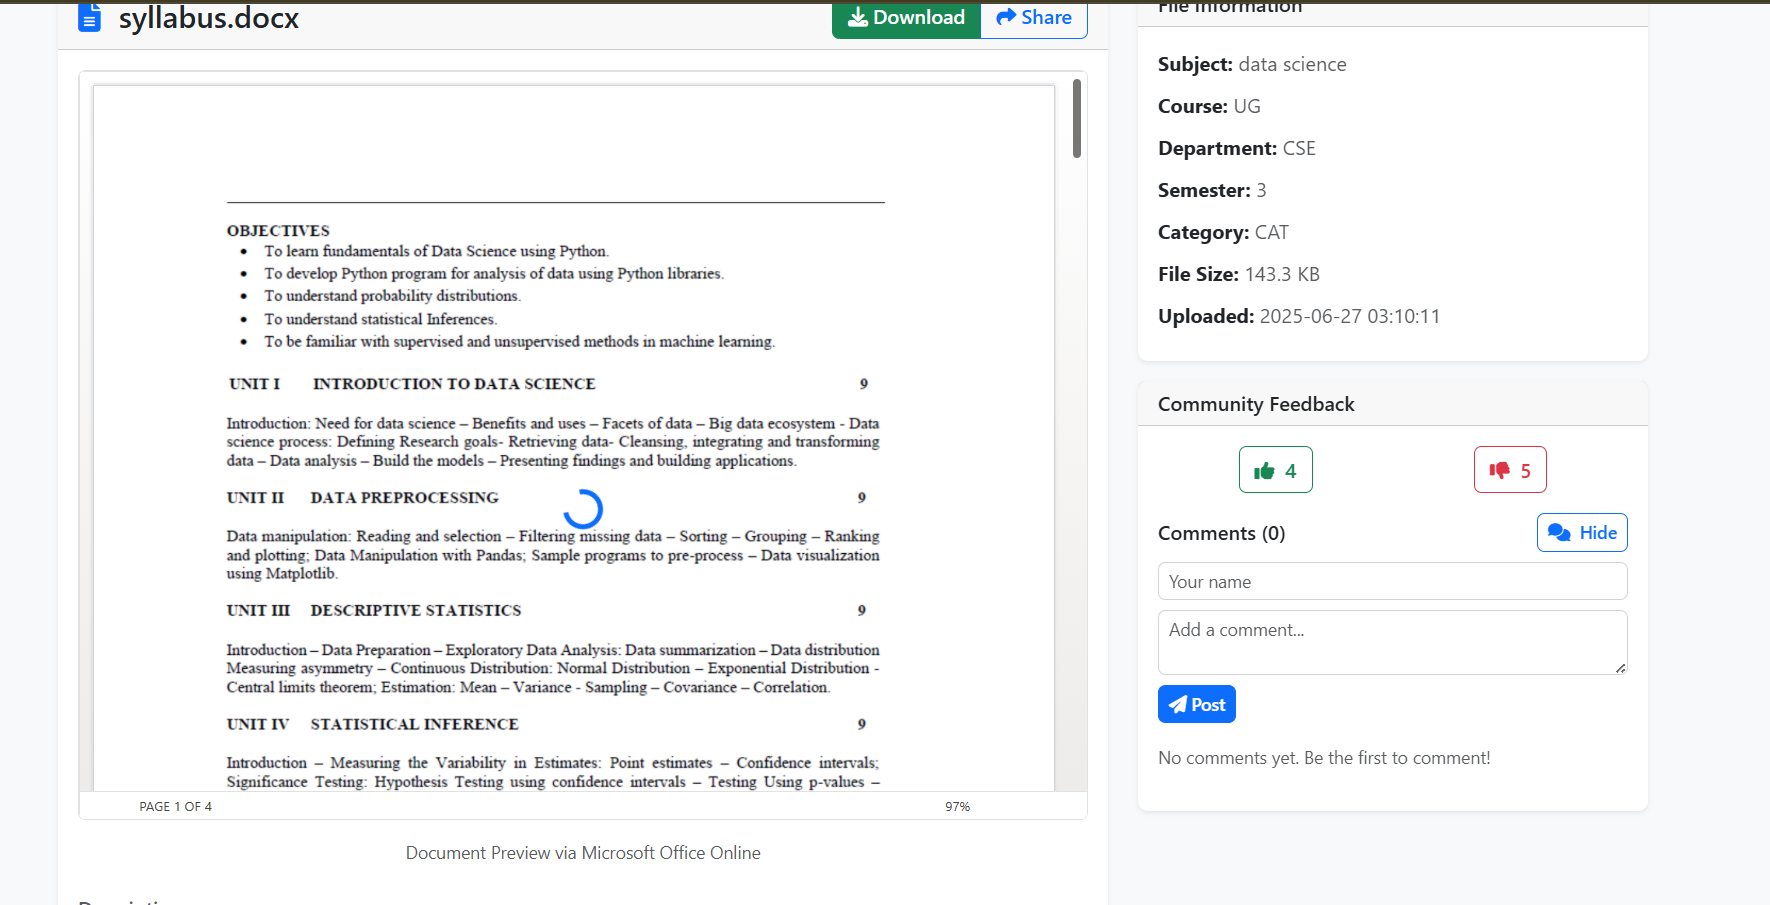 syllabus.docx
Download
Share
OBJECTIVES
• To learn fundamentals of Data Science using Python.
• To develop Python program for analysis of data using Python libraries.
• To understand probability distributions.
• To understand statistical Inferences.
• To be familiar with supervised and unsupervised methods in machine learning.
UNIT I INTRODUCTION TO DATA SCIENCE 9
Introduction: Need for data science – Benefits and uses – Facets of data – Big data ecosystem - Data
science process: Defining Research goals- Retrieving data- Cleansing, integrating and transforming
data – Data analysis – Build the models – Presenting findings and building applications.
UNIT II DATA PREPROCESSING 9
Data manipulation: Reading and selection – Filtering missing data – Sorting – Grouping – Ranking
and plotting; Data Manipulation with Pandas; Sample programs to pre-process – Data visualization
using Matplotlib.
UNIT III DESCRIPTIVE STATISTICS 9
Introduction – Data Preparation – Exploratory Data Analysis: Data summarization – Data distribution
Measuring asymmetry – Continuous Distribution: Normal Distribution – Exponential Distribution -
Central limits theorem; Estimation: Mean – Variance - Sampling – Covariance – Correlation.
UNIT IV STATISTICAL INFERENCE 9
Introduction – Measuring the Variability in Estimates: Point estimates – Confidence intervals;
Significance Testing: Hypothesis Testing using confidence intervals – Testing Using p-values –
PAGE 1 OF 4
97%
Document Preview via Microsoft Office Online
File Information
Subject: data science
Course: UG
Department: CSE
Semester: 3
Category: CAT
File Size: 143.3 KB
Uploaded: 2025-06-27 03:10:11
Community Feedback
4
5
Comments (0)
Hide
Your name
Add a comment...
Post
No comments yet. Be the first to comment!